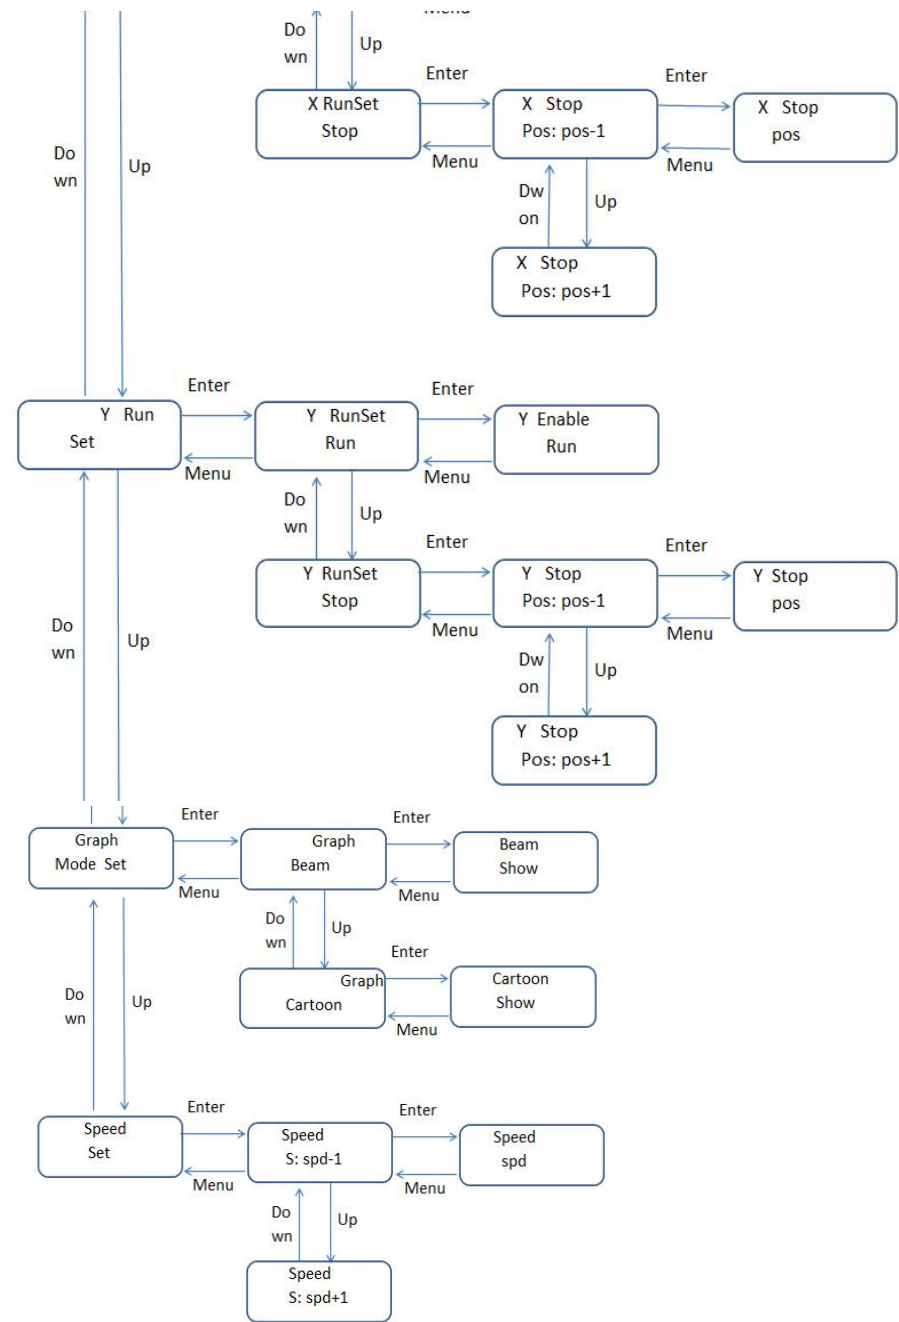 Menu
Do
wn
Up
Enter
Enter
X RunSet
Stop
X Stop
Pos: pos-1
X Stop
pos
Do
wn
Up
Menu
Menu
Dw
on
Up
X Stop
Pos: pos+1
Enter
Enter
Y Run
Set
Y RunSet
Run
Y Enable
Run
Menu
Menu
Do
wn
Up
Enter
Enter
Y RunSet
Stop
Y Stop
Pos: pos-1
Y Stop
pos
Do
wn
Up
Menu
Menu
Dw
on
Up
Y Stop
Pos: pos+1
Enter
Enter
Graph
Mode Set
Graph
Beam
Beam
Show
Menu
Menu
Do
wn
Up
Enter
Graph
Cartoon
Cartoon
Show
Do
wn
Up
Menu
Enter
Enter
Speed
Set
Speed
S: spd-1
Speed
spd
Menu
Menu
Do
wn
Up
Speed
S: spd+1